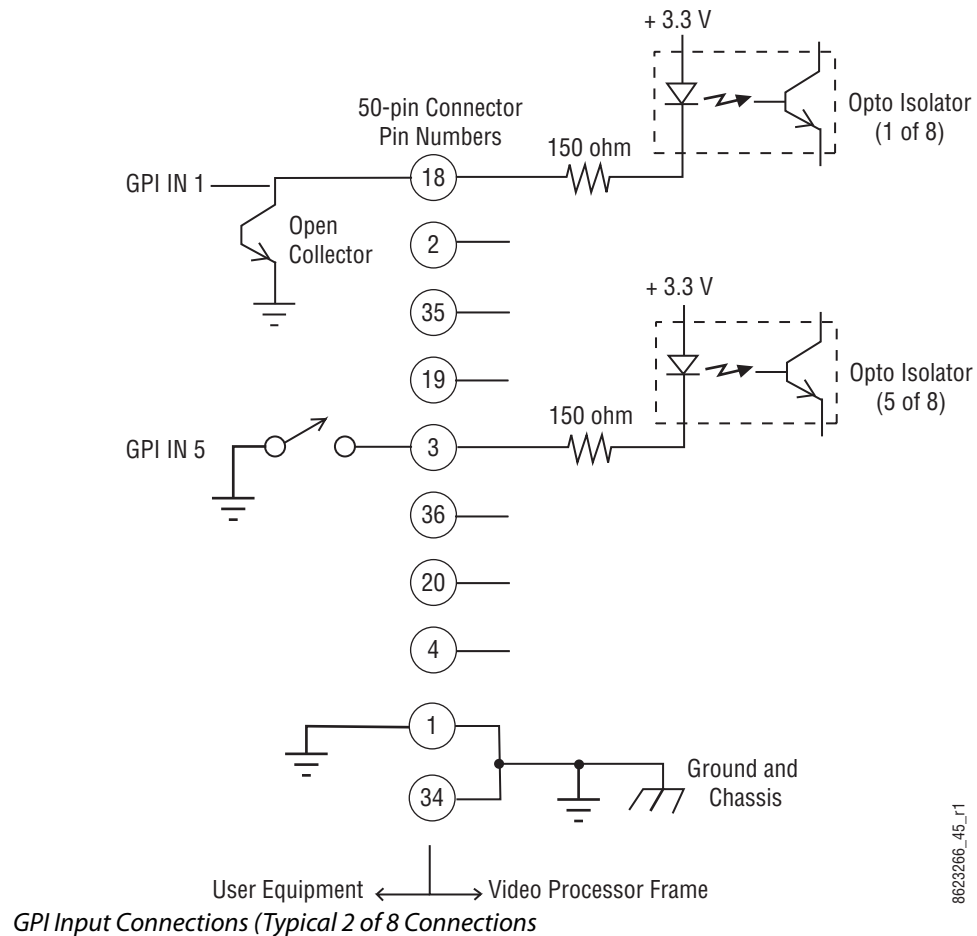 + 3.3 V
50-pin Connector
Pin Numbers
Opto Isolator
(1 of 8)
150 ohm
GPI IN 1
18
Open
Collector
2
35
+ 3.3 V
19
Opto Isolator
(5 of 8)
150 ohm
GPI IN 5
3
36
20
4
1
34
Ground and
Chassis
User Equipment
Video Processor Frame
8623266_45_r1
GPI Input Connections (Typical 2 of 8 Connections